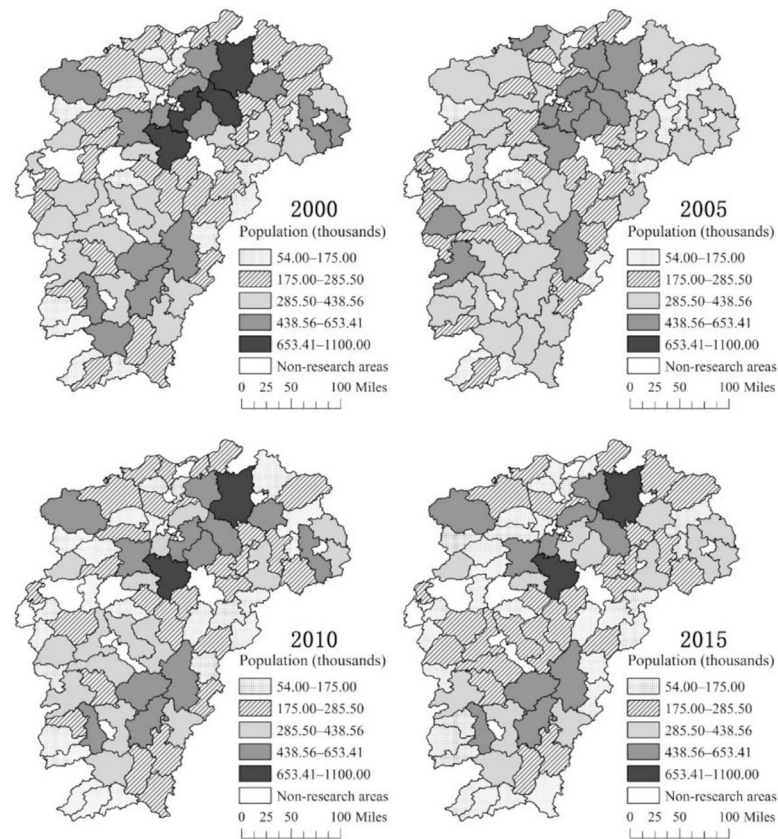 2000
Population (thousands)
54.00–175.00
175.00–285.50
285.50–438.56
438.56–653.41
653.41–1100.00
Non-research areas
0 25 50 100 Miles
2005
Population (thousands)
54.00–175.00
175.00–285.50
285.50–438.56
438.56–653.41
653.41–1100.00
Non-research areas
0 25 50 100 Miles
2010
Population (thousands)
54.00–175.00
175.00–285.50
285.50–438.56
438.56–653.41
653.41–1100.00
Non-research areas
0 25 50 100 Miles
2015
Population (thousands)
54.00–175.00
175.00–285.50
285.50–438.56
438.56–653.41
653.41–1100.00
Non-research areas
0 25 50 100 Miles